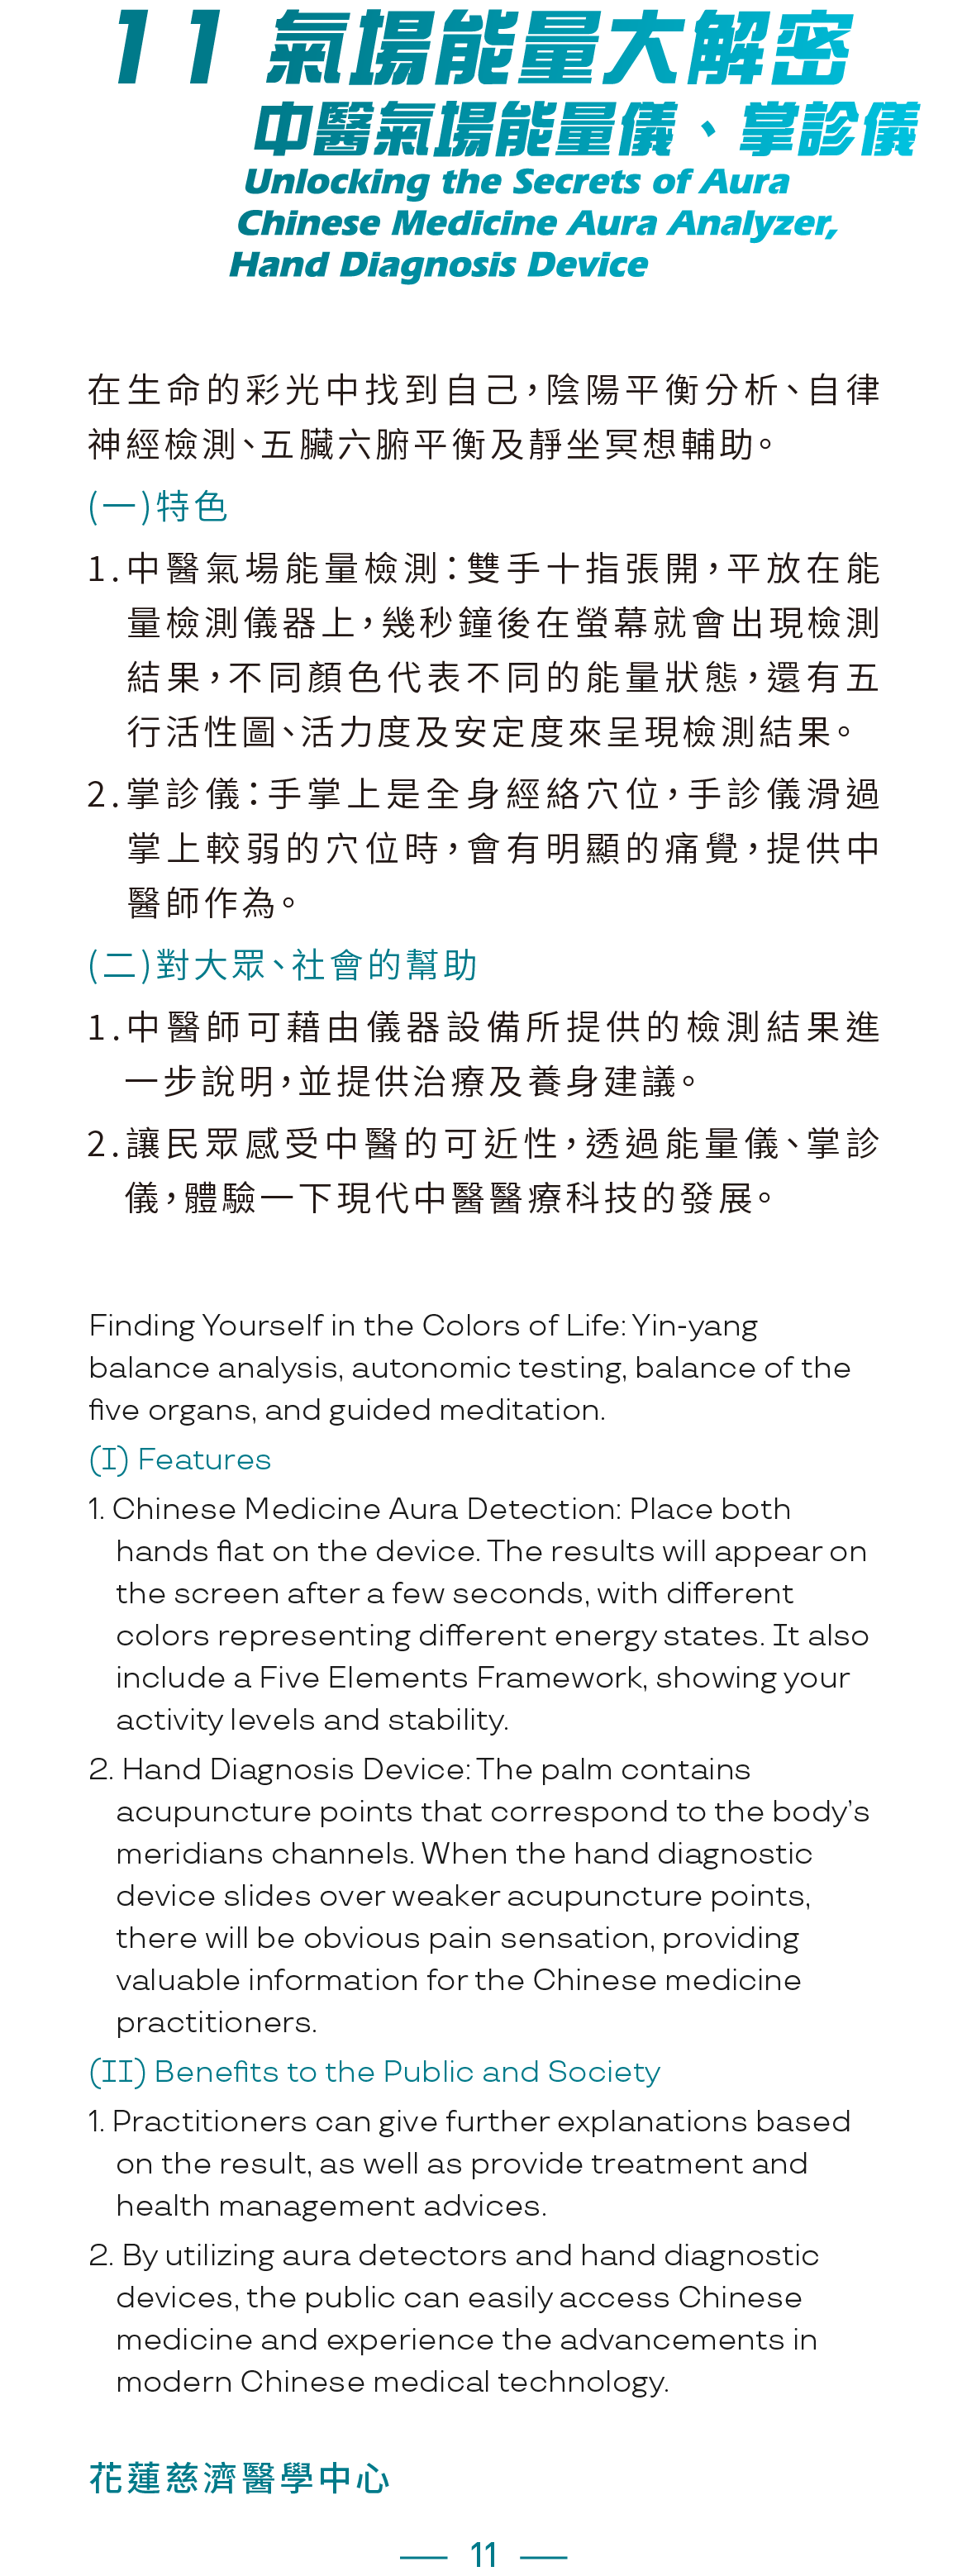 11 氣場能量大解密
中醫氣場能量儀、掌診儀
Unlocking the Secrets of Aura
Chinese Medicine Aura Analyzer,
Hand Diagnosis Device
在生命的彩光中找到自己，陰陽平衡分析、自律
神經檢測、五臟六腑平衡及靜坐冥想輔助。
(一)特色
1.中醫氣場能量檢測：雙手十指張開，平放在能
量檢測儀器上，幾秒鐘後在螢幕就會出現檢測
結果，不同顏色代表不同的能量狀態，還有五
行活性圖、活力度及安定度來呈現檢測結果。
2.掌診儀：手掌上是全身經絡穴位，手診儀滑過
掌上較弱的穴位時，會有明顯的痛覺，提供中
醫師作為。
(二)對大眾、社會的幫助
1.中醫師可藉由儀器設備所提供的檢測結果進
一步說明，並提供治療及養身建議。
2.讓民眾感受中醫的可近性，透過能量儀、掌診
儀，體驗一下現代中醫醫療科技的發展。
Finding Yourself in the Colors of Life: Yin-yang
balance analysis, autonomic testing, balance of the
five organs, and guided meditation.
(I) Features
1. Chinese Medicine Aura Detection: Place both
hands flat on the device. The results will appear on
the screen after a few seconds, with different
colors representing different energy states. It also
include a Five Elements Framework, showing your
activity levels and stability.
2. Hand Diagnosis Device: The palm contains
acupuncture points that correspond to the body's
meridians channels. When the hand diagnostic
device slides over weaker acupuncture points,
there will be obvious pain sensation, providing
valuable information for the Chinese medicine
practitioners.
(II) Benefits to the Public and Society
1. Practitioners can give further explanations based
on the result, as well as provide treatment and
health management advices.
2. By utilizing aura detectors and hand diagnostic
devices, the public can easily access Chinese
medicine and experience the advancements in
modern Chinese medical technology.
花蓮慈濟醫學中心
11